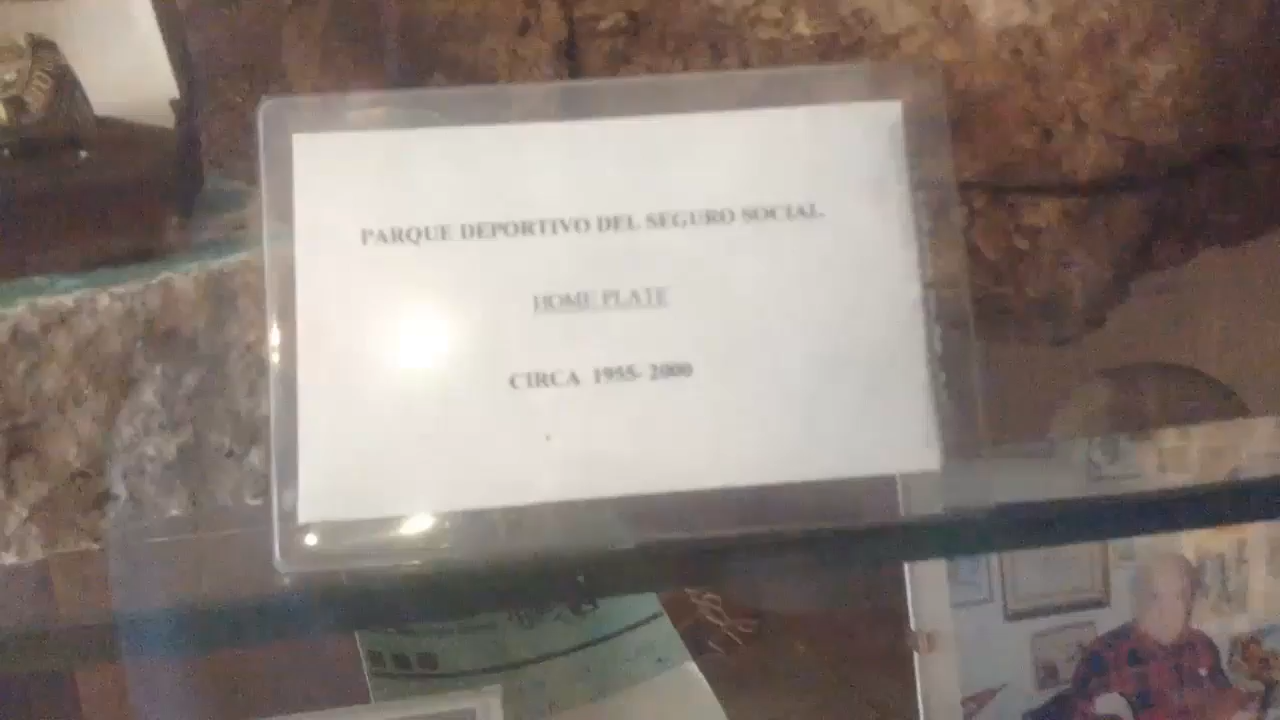 PARQUE DEPORTIVO DEL SEGURO SOCIAL
HOME PLATE
CIRCA 1955- 2000